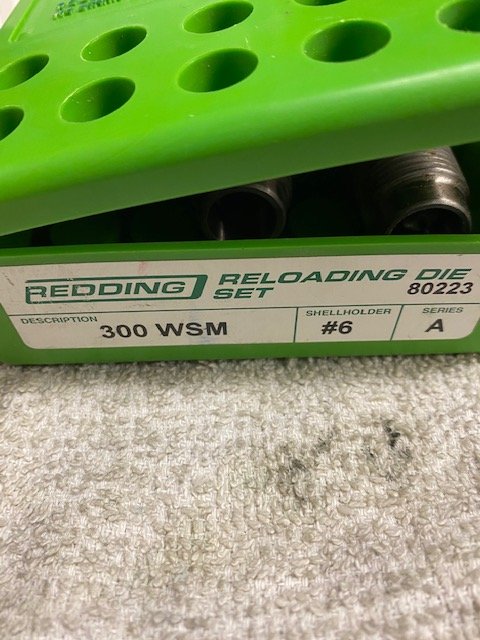 REDDING RELOADING DIE SET 80223
DESCRIPTION SHELLHOLDER SERIES
300 WSM #6 A